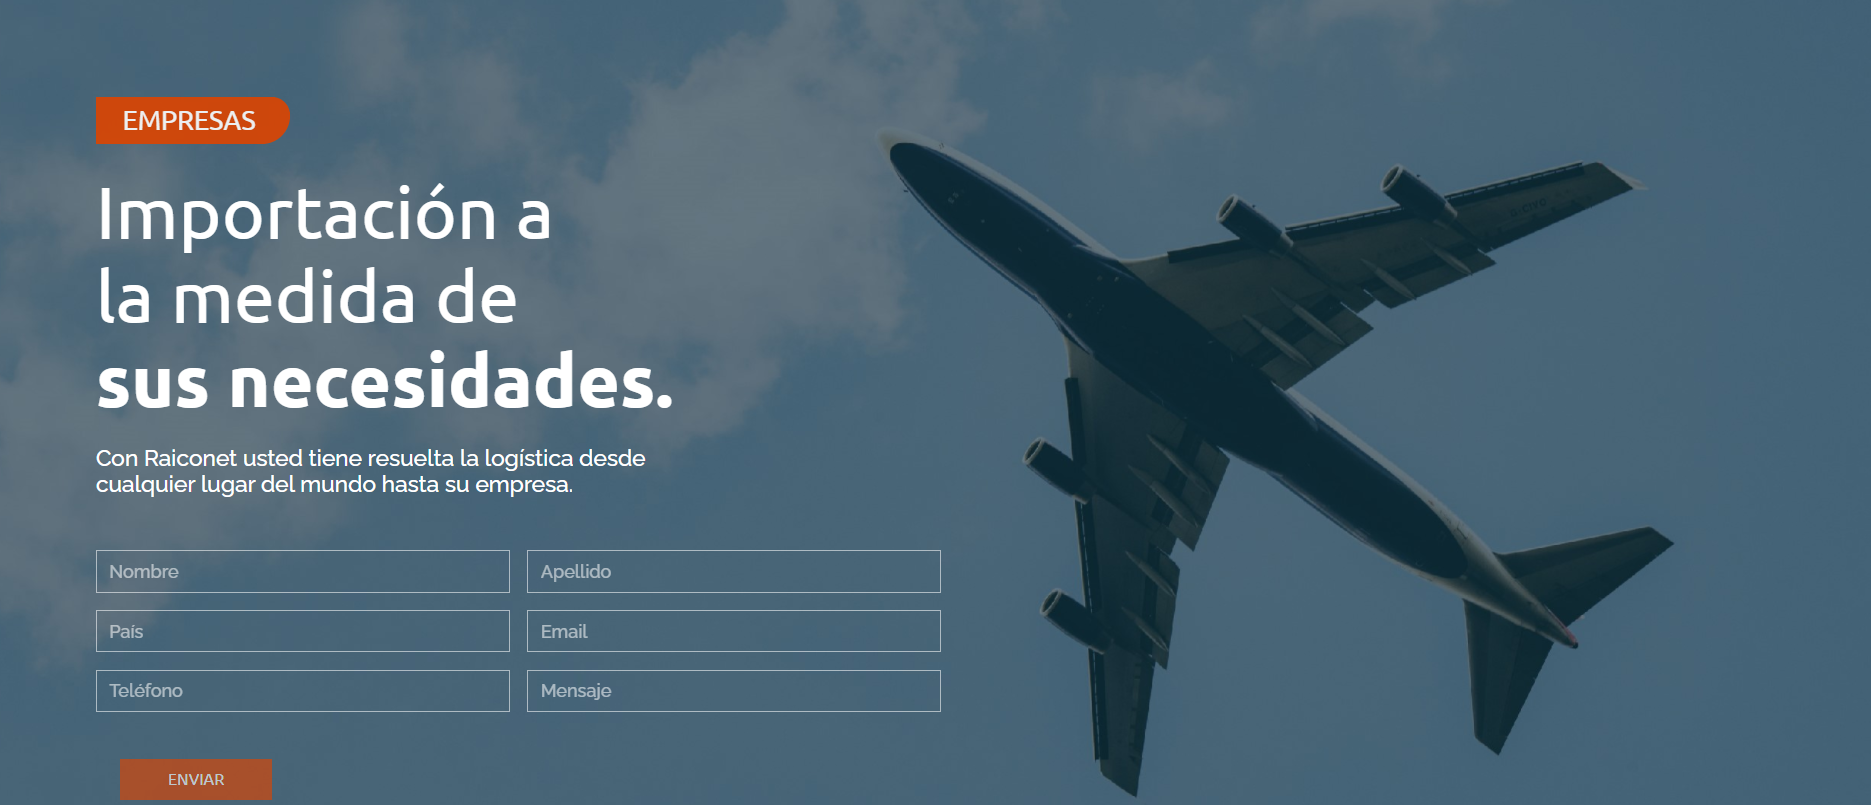 EMPRESAS
Importación a
la medida de
sus necesidades.
Con Raiconet usted tiene resuelta la logística desde
cualquier lugar del mundo hasta su empresa.
Nombre
Apellido
País
Email
Teléfono
Mensaje
ENVIAR